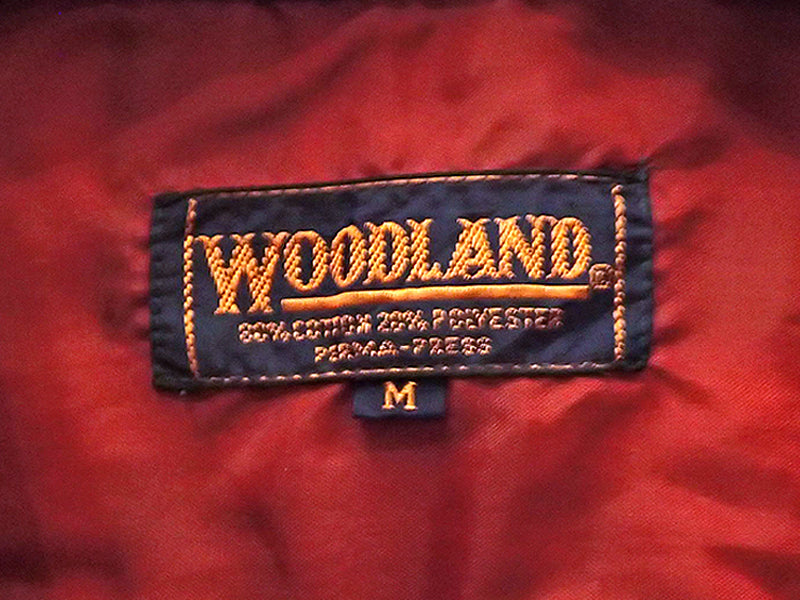 WOODLAND®
80% COTTON 20% POLYESTER
PERMA-PRESS
M